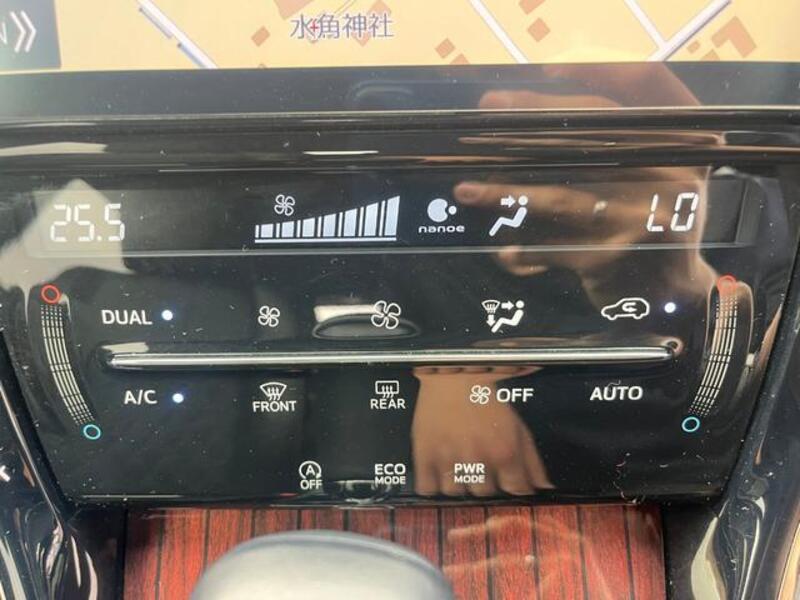 水角神社
25.5
nanoe
LO
DUAL
A/C
FRONT
REAR
OFF
AUTO
A
OFF
ECO
MODE
PWR
MODE